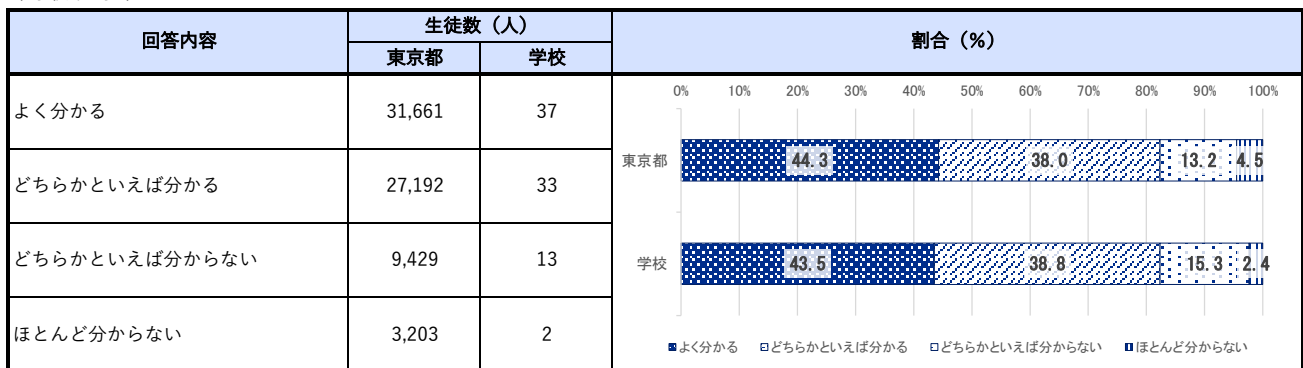 回答内容
生徒数（人）
割合（%）
東京都
学校
よく分かる
31,661
37
どちらかといえば分かる
27,192
33
どちらかといえば分からない
9,429
13
ほとんど分からない
3,203
2
0% 10% 20% 30% 40% 50% 60% 70% 80% 90% 100%
東京都 44.3 38.0 13.2 4.5
学校 43.5 38.8 15.3 2.4
よく分かる どちらかといえば分かる どちらかといえば分からない ほとんど分からない